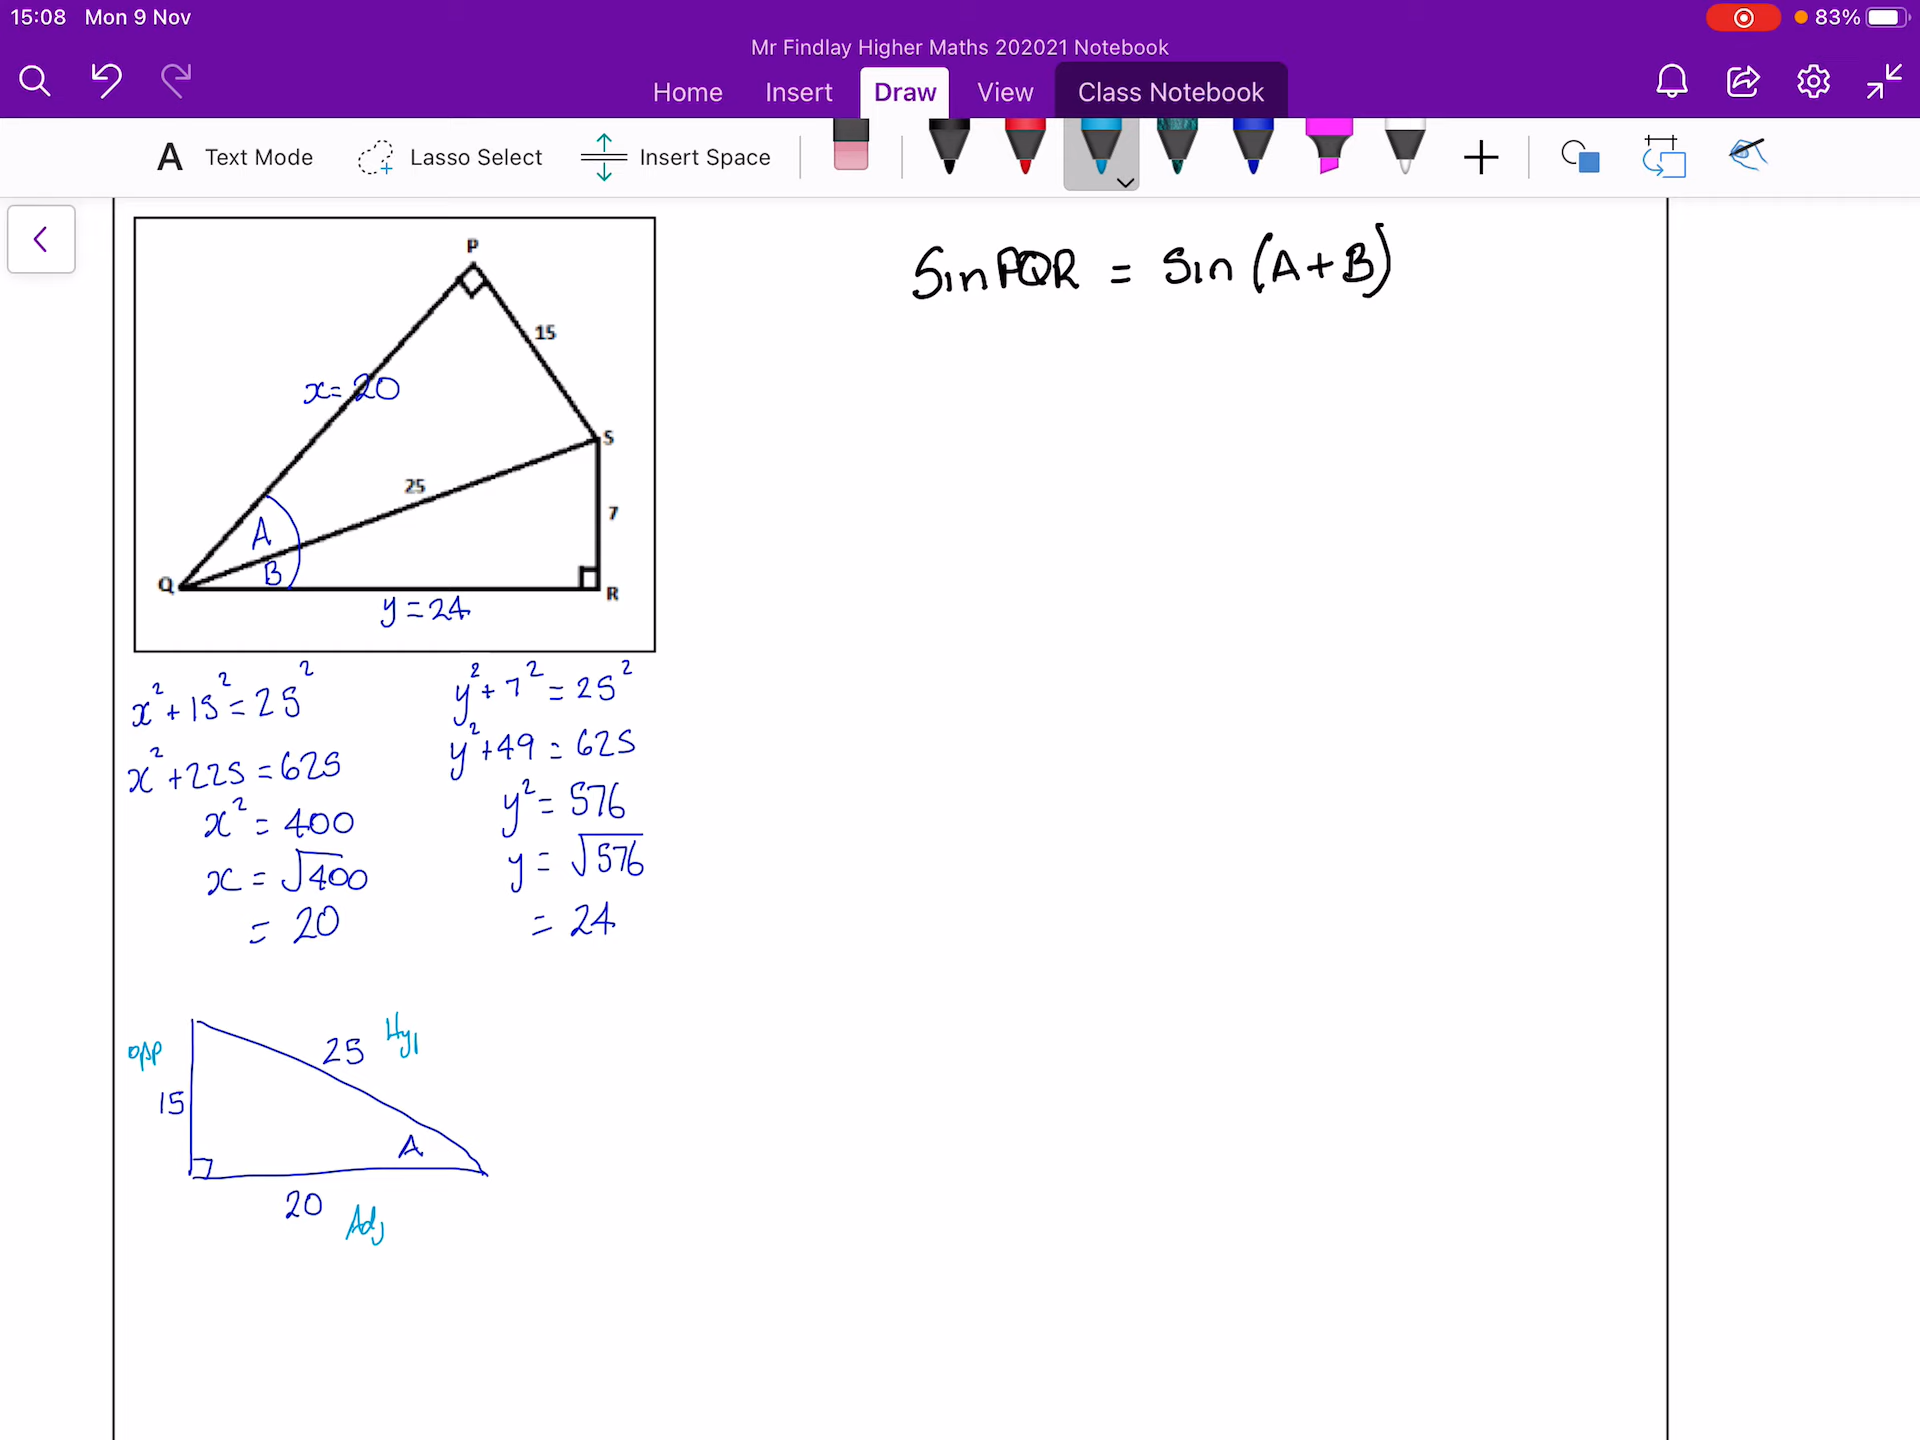 15:08 Mon 9 Nov
83%
Mr Findlay Higher Maths 202021 Notebook
Home Insert Draw View Class Notebook
A Text Mode Lasso Select Insert Space
P
15
x = 20
S
25
7
A
B
Q
R
y = 24
Sin PQR = Sin (A+B)
x² + 15² = 25²
x² + 225 = 625
x² = 400
x = √400
= 20
y² + 7² = 25²
y² + 49 = 625
y² = 576
y = √576
= 24
opp
25 Hyp
15
A
20
Adj